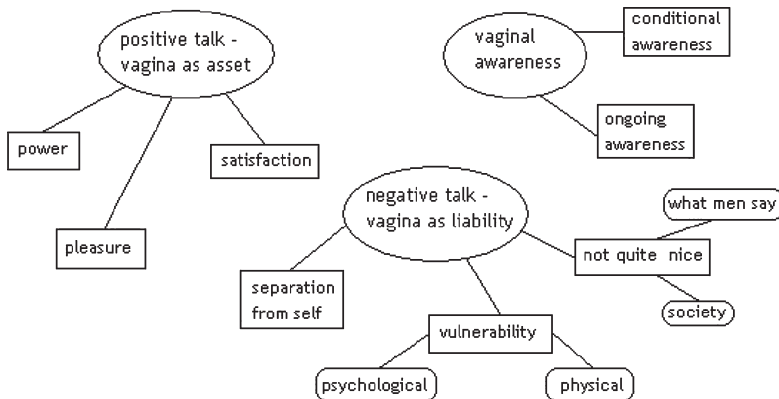 positive talk -
vagina as asset
power
pleasure
satisfaction
vaginal
awareness
conditional
awareness
ongoing
awareness
negative talk -
vagina as liability
separation
from self
vulnerability
psychological
physical
not quite nice
what men say
society